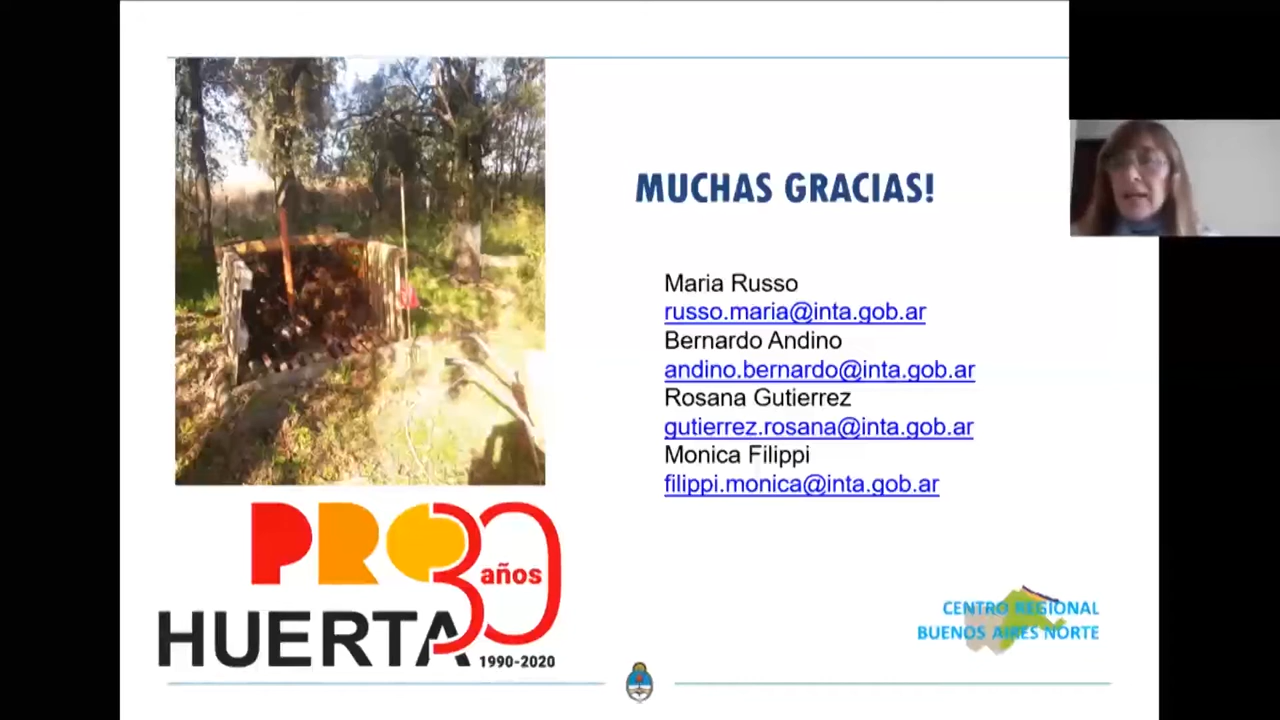 MUCHAS GRACIAS!
Maria Russo
russo.maria@inta.gob.ar
Bernardo Andino
andino.bernardo@inta.gob.ar
Rosana Gutierrez
gutierrez.rosana@inta.gob.ar
Monica Filippi
filippi.monica@inta.gob.ar
PRO
30 años
HUERTA
1990-2020
CENTRO REGIONAL
BUENOS AIRES NORTE